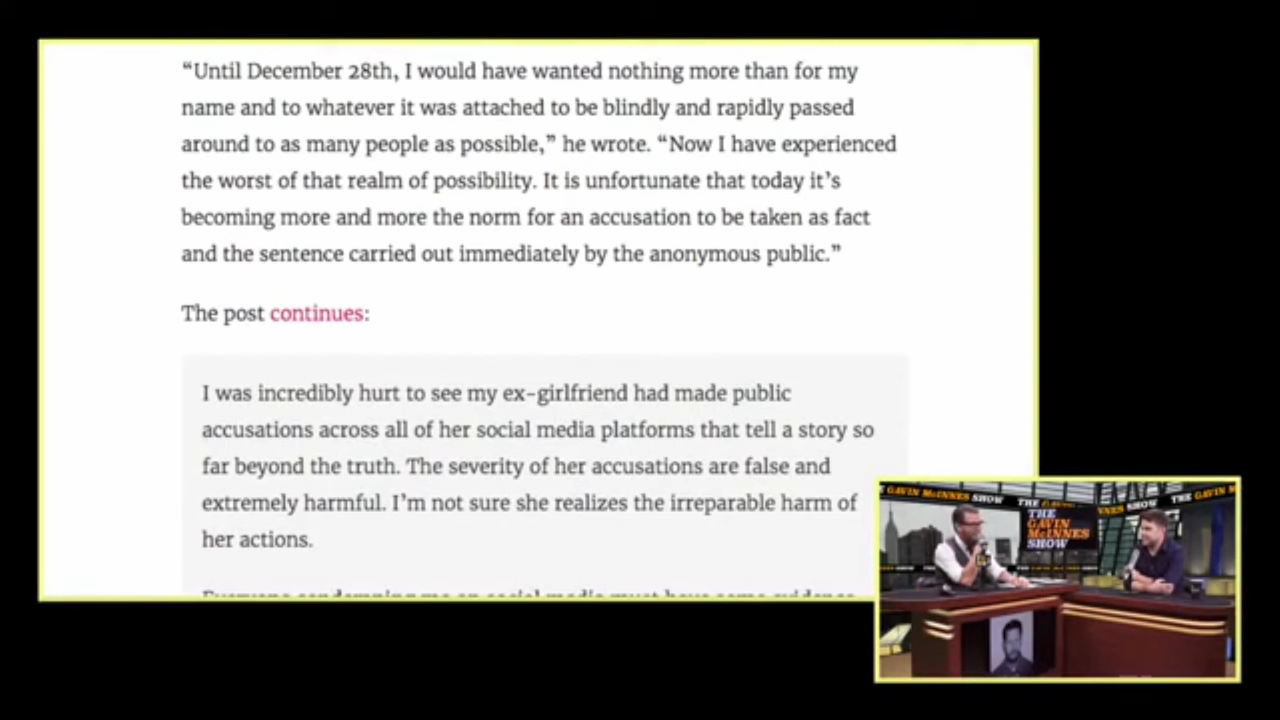 “Until December 28th, I would have wanted nothing more than for my
name and to whatever it was attached to be blindly and rapidly passed
around to as many people as possible,” he wrote. “Now I have experienced
the worst of that realm of possibility. It is unfortunate that today it’s
becoming more and more the norm for an accusation to be taken as fact
and the sentence carried out immediately by the anonymous public.”
The post continues:
I was incredibly hurt to see my ex-girlfriend had made public
accusations across all of her social media platforms that tell a story so
far beyond the truth. The severity of her accusations are false and
extremely harmful. I’m not sure she realizes the irreparable harm of
her actions.
GAVIN McINNES SHOW
THE
GAVIN
McINNES
SHOW